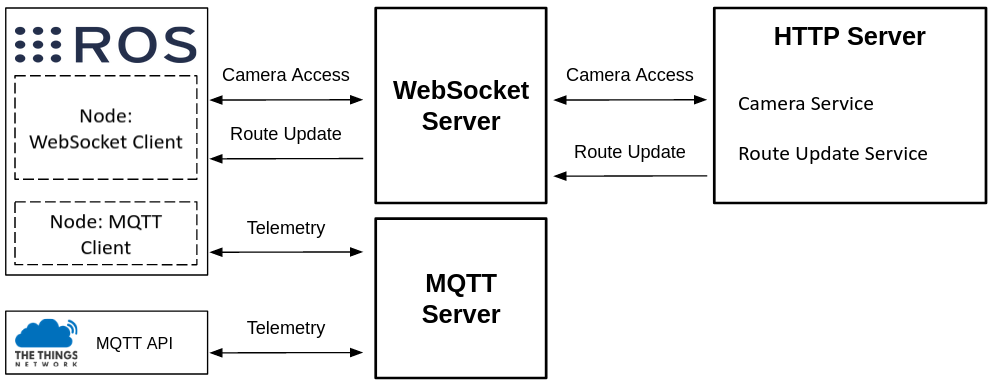 ROS
Node:
WebSocket Client
Node: MQTT
Client
THE THINGS
NETWORK
MQTT API
Camera Access
Route Update
Telemetry
Telemetry
WebSocket
Server
MQTT
Server
Camera Access
Route Update
HTTP Server
Camera Service
Route Update Service